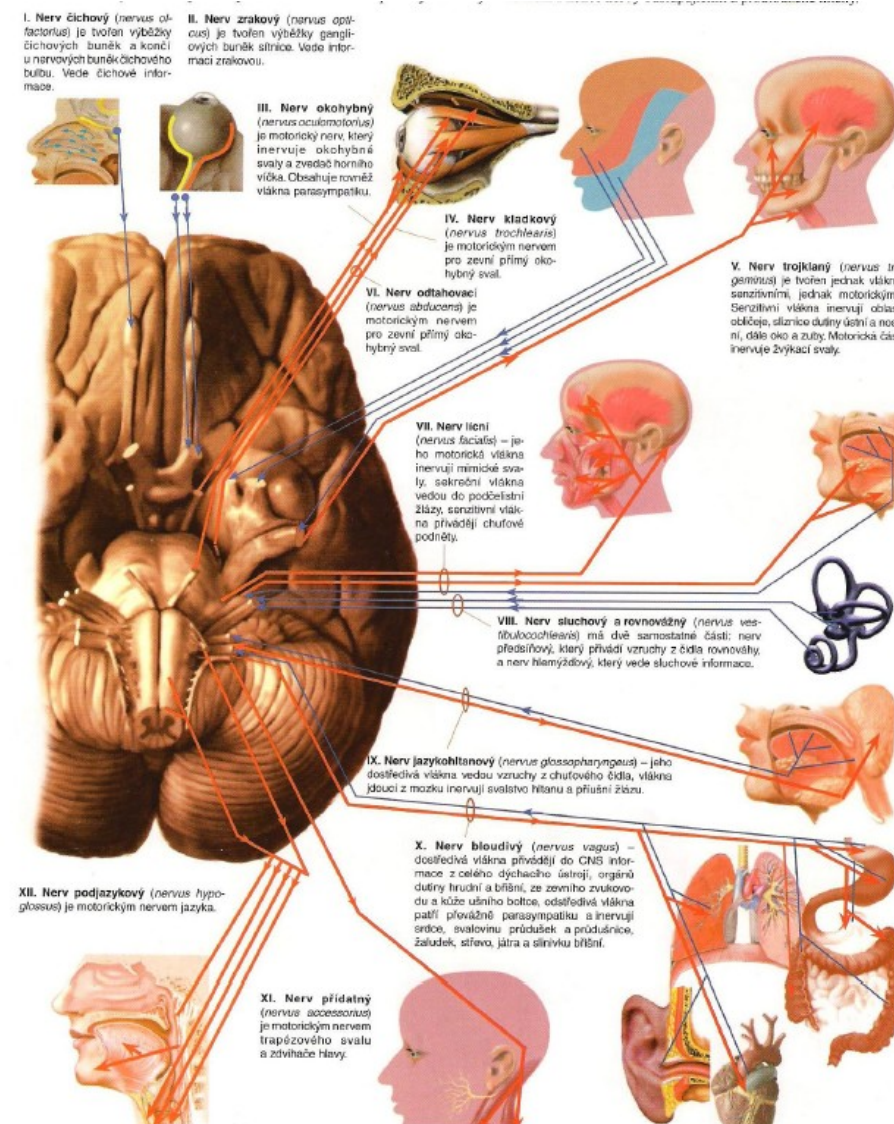 I. Nerv čichový (nervus ol-
factorius) je tvořen výběžky
čichových buněk a končí
u nervových buněk čichového
bulbu. Vede čichové infor-
mace.
II. Nerv zrakový (nervus opti-
cus) je tvořen výběžky gangli-
ových buněk sítnice. Vede infor-
maci zrakovou.
III. Nerv okohybný
(nervus oculomotorius)
je motorický nerv, který
inervuje okohybné
svaly a zvedač horního
víčka. Obsahuje rovněž
vlákna parasympatiku.
IV. Nerv kladkový
(nervus trochlearis)
je motorickým nervem
pro zevní přímý oko-
hybný sval.
VI. Nerv odtahovací
(nervus abducens) je
motorickým nervem
pro zevní přímý oko-
hybný sval.
V. Nerv trojklaný (nervus tr
geminus) je tvořen jednak vlákn
senzitivními, jednak motorickým
Senzitivní vlákna inervují oblas
obličeje, sliznice dutiny ústní a nos
ní, dále oko a zuby. Motorická čás
inervuje žvýkací svaly.
VII. Nerv lícní
(nervus facialis) – je-
ho motorická vlákna
inervují mimické sva-
ly, sekreční vlákna
vedou do podčelistní
žlázy, senzitivní vlák-
na přivádějí chuťové
podněty.
VIII. Nerv sluchový a rovnovážný (nervus ves-
tibulocochlearis) má dvě samostatné části: nerv
předsíňový, který přivádí vzruchy z čidla rovnováhy,
a nerv hlemýžďový, který vede sluchové informace.
IX. Nerv jazykohltanový (nervus glossopharyngeus) – jeho
dostředivá vlákna vedou vzruchy z chuťového čidla, vlákna
jdoucí z mozku inervují svalstvo hltanu a příušní žlázu.
X. Nerv bloudivý (nervus vagus) –
dostředivá vlákna přivádějí do CNS infor-
mace z celého dýchacího ústrojí, orgánů
dutiny hrudní a břišní, ze zevního zvukovo-
du a kůže ušního boltce, odstředivá vlákna
patří převážně parasympatiku a inervují
srdce, svalovinu průdušek a průdušnice,
žaludek, střevo, játra a slinivku břišní.
XII. Nerv podjazykový (nervus hypo-
glossus) je motorickým nervem jazyka.
XI. Nerv přídatný
(nervus accessorius)
je motorickým nervem
trapézového svalu
a zdvihače hlavy.